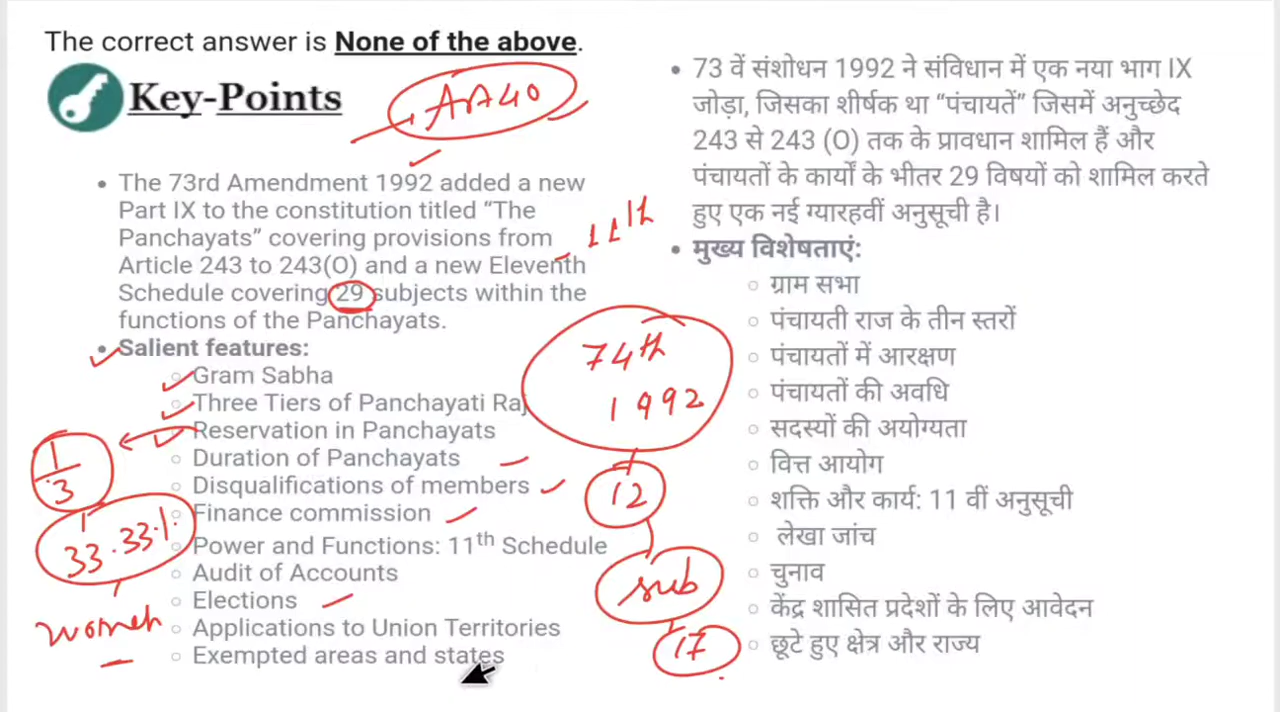 The correct answer is None of the above.
Key-Points
Art 40
The 73rd Amendment 1992 added a new
Part IX to the constitution titled “The
Panchayats” covering provisions from
Article 243 to 243(O) and a new Eleventh
Schedule covering 29 subjects within the
functions of the Panchayats.
11th
Salient features:
Gram Sabha
Three Tiers of Panchayati Raj
Reservation in Panchayats
Duration of Panchayats
Disqualifications of members
Finance commission
Power and Functions: 11th Schedule
Audit of Accounts
Elections
Applications to Union Territories
Exempted areas and states
1/3
33.33%
women
74th
1992
12
sub
17
73 वें संशोधन 1992 ने संविधान में एक नया भाग IX
जोड़ा, जिसका शीर्षक था “पंचायतें” जिसमें अनुच्छेद
243 से 243 (O) तक के प्रावधान शामिल हैं और
पंचायतों के कार्यों के भीतर 29 विषयों को शामिल करते
हुए एक नई ग्यारहवीं अनुसूची है।
मुख्य विशेषताएं:
ग्राम सभा
पंचायती राज के तीन स्तरों
पंचायतों में आरक्षण
पंचायतों की अवधि
सदस्यों की अयोग्यता
वित्त आयोग
शक्ति और कार्य: 11 वीं अनुसूची
लेखा जांच
चुनाव
केंद्र शासित प्रदेशों के लिए आवेदन
छूटे हुए क्षेत्र और राज्य